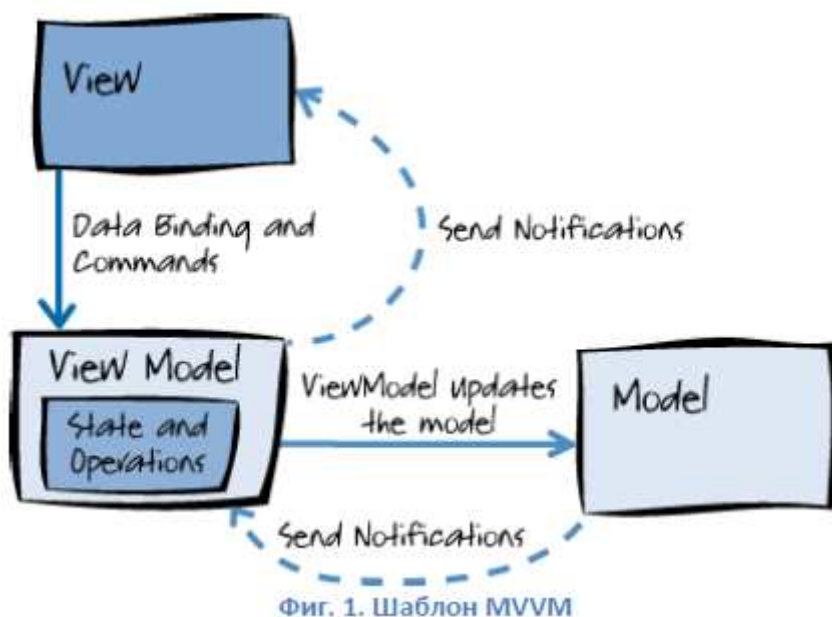 View
Data Binding and
Commands
Send Notifications
View Model
State and
Operations
ViewModel updates
the model
Model
Send Notifications
Фиг. 1. Шаблон MVVM